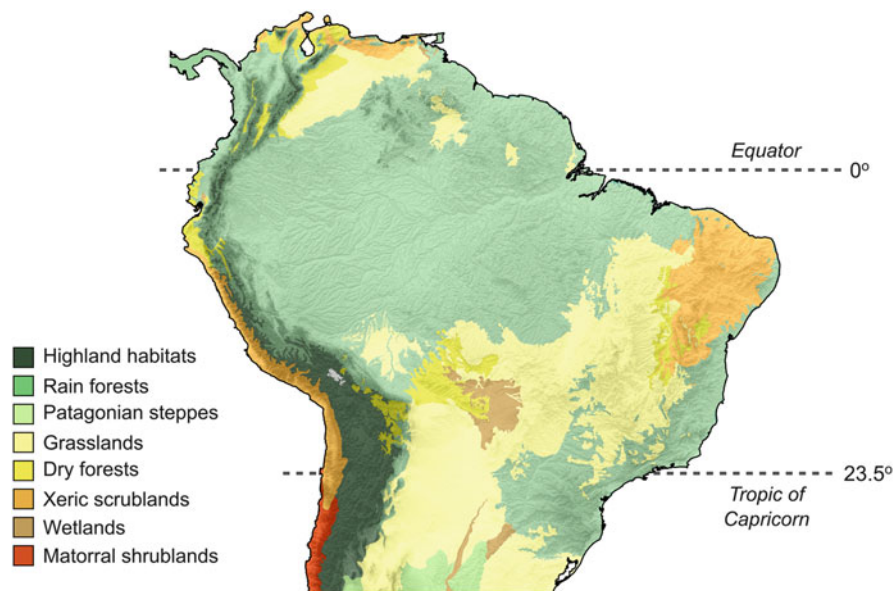 Equator
0º
Highland habitats
Rain forests
Patagonian steppes
Grasslands
Dry forests
Xeric scrublands
Wetlands
Matorral shrublands
23.5º
Tropic of
Capricorn